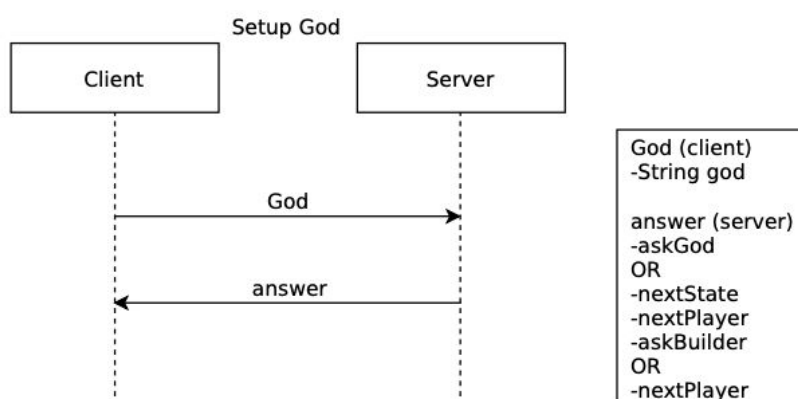 Setup God
Client
Server
God
answer
God (client)
-String god
answer (server)
-askGod
OR
-nextState
-nextPlayer
-askBuilder
OR
-nextPlayer